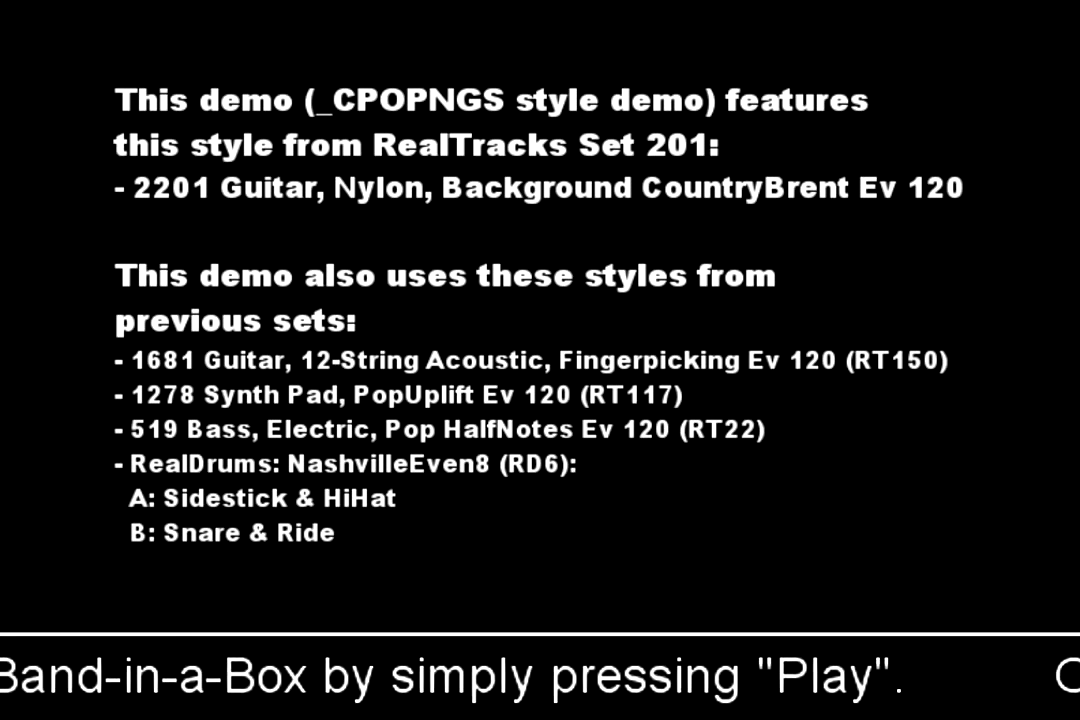 This demo (_CPOPNGS style demo) features
this style from RealTracks Set 201:
- 2201 Guitar, Nylon, Background CountryBrent Ev 120
This demo also uses these styles from
previous sets:
- 1681 Guitar, 12-String Acoustic, Fingerpicking Ev 120 (RT150)
- 1278 Synth Pad, PopUplift Ev 120 (RT117)
- 519 Bass, Electric, Pop HalfNotes Ev 120 (RT22)
- RealDrums: NashvilleEven8 (RD6):
A: Sidestick & HiHat
B: Snare & Ride
Band-in-a-Box by simply pressing "Play".